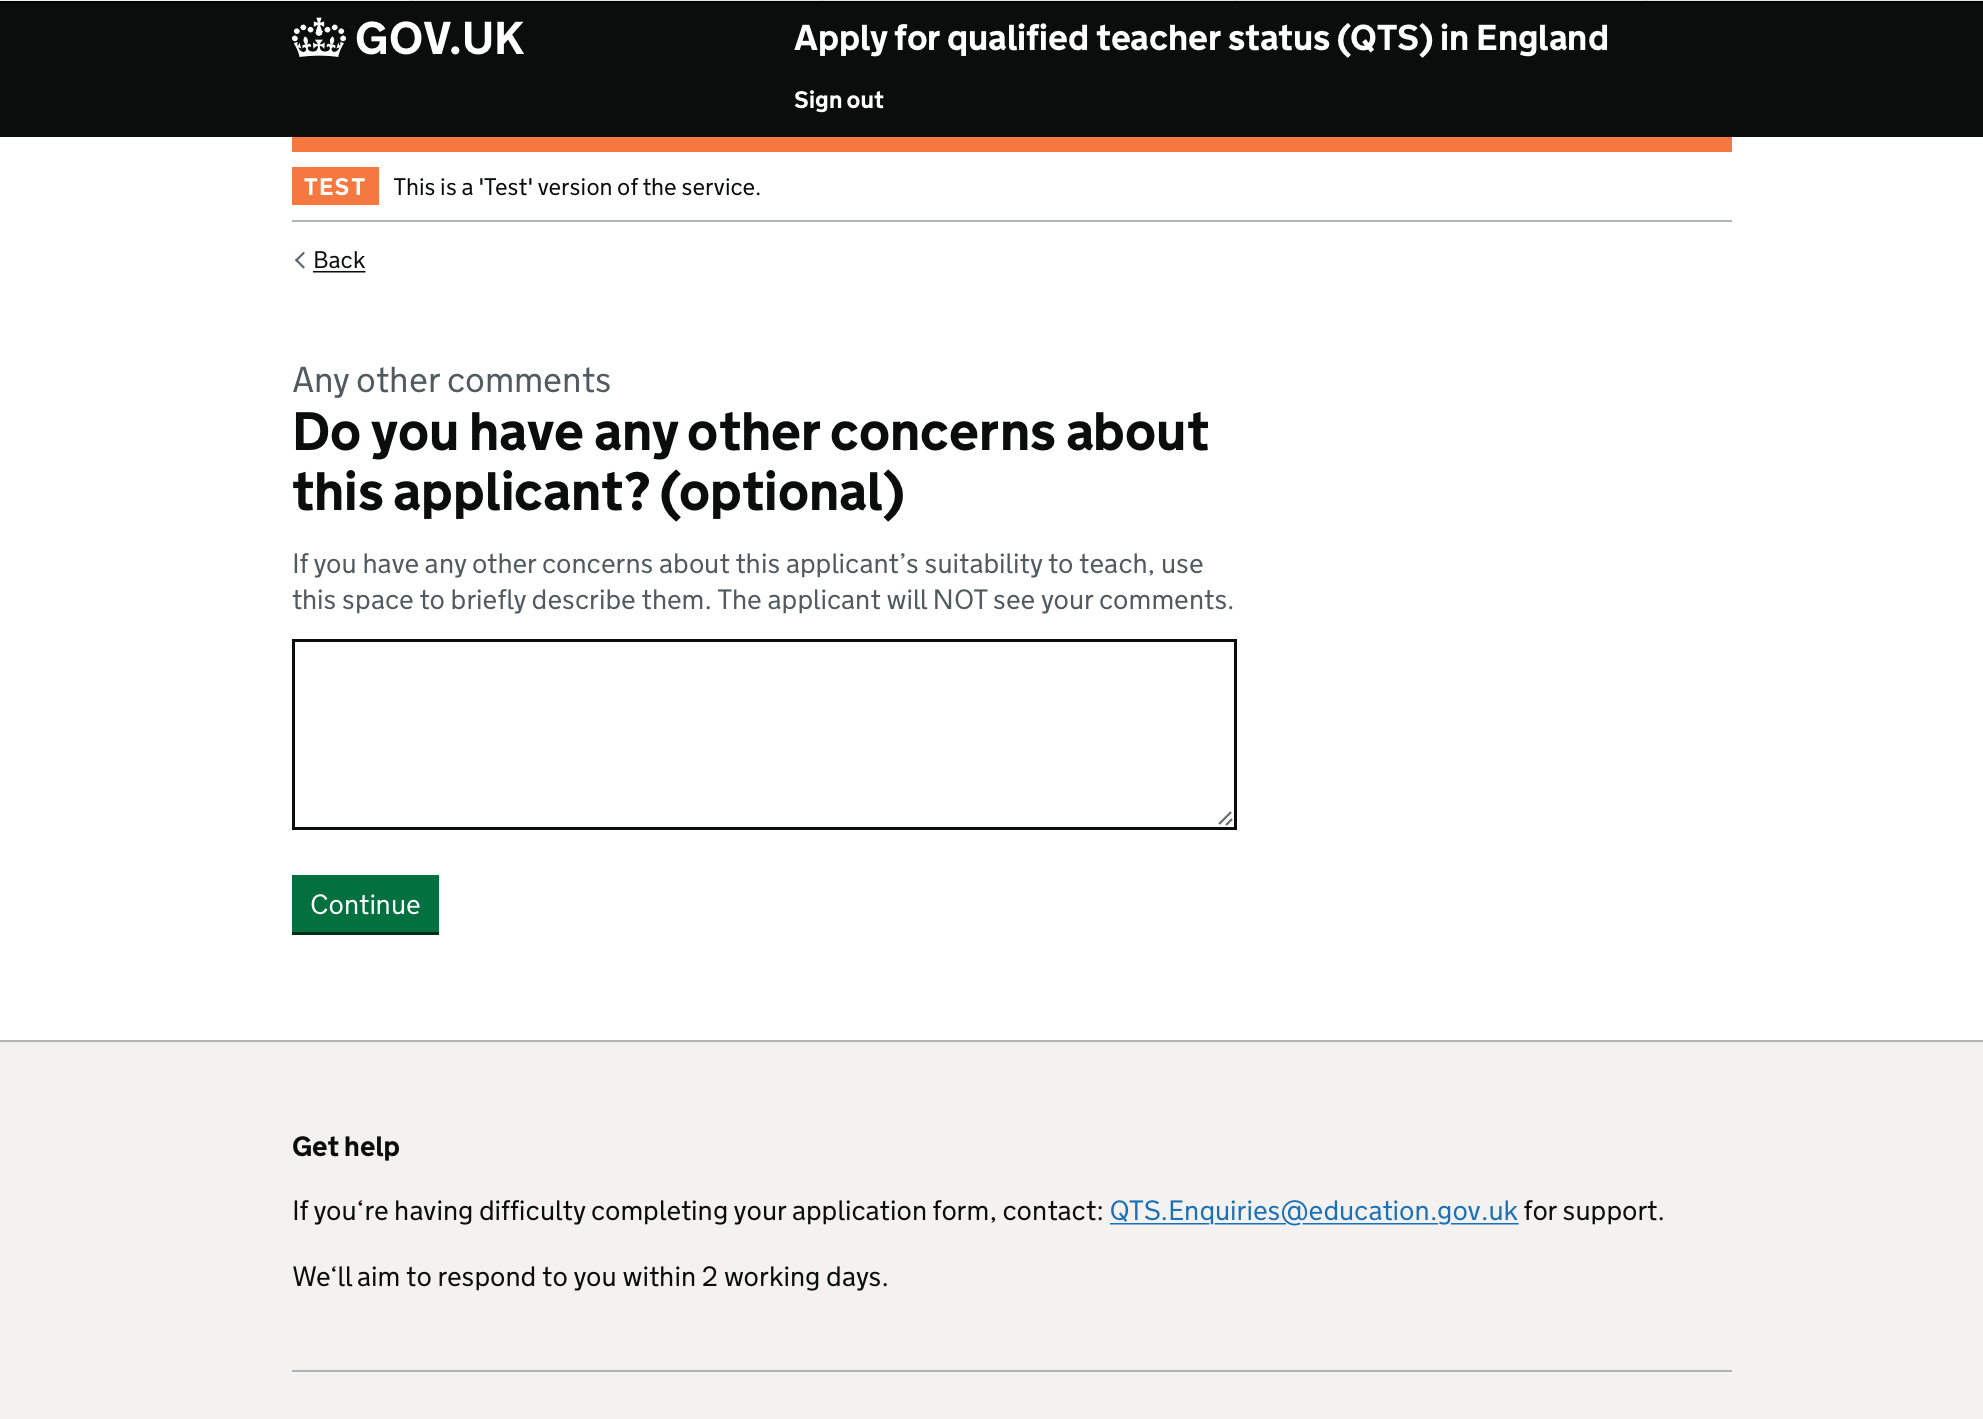 GOV.UK
Apply for qualified teacher status (QTS) in England
Sign out
TEST
This is a 'Test' version of the service.
Back
Any other comments
Do you have any other concerns about
this applicant? (optional)
If you have any other concerns about this applicant’s suitability to teach, use
this space to briefly describe them. The applicant will NOT see your comments.
Continue
Get help
If you‘re having difficulty completing your application form, contact: QTS.Enquiries@education.gov.uk for support.
We‘ll aim to respond to you within 2 working days.